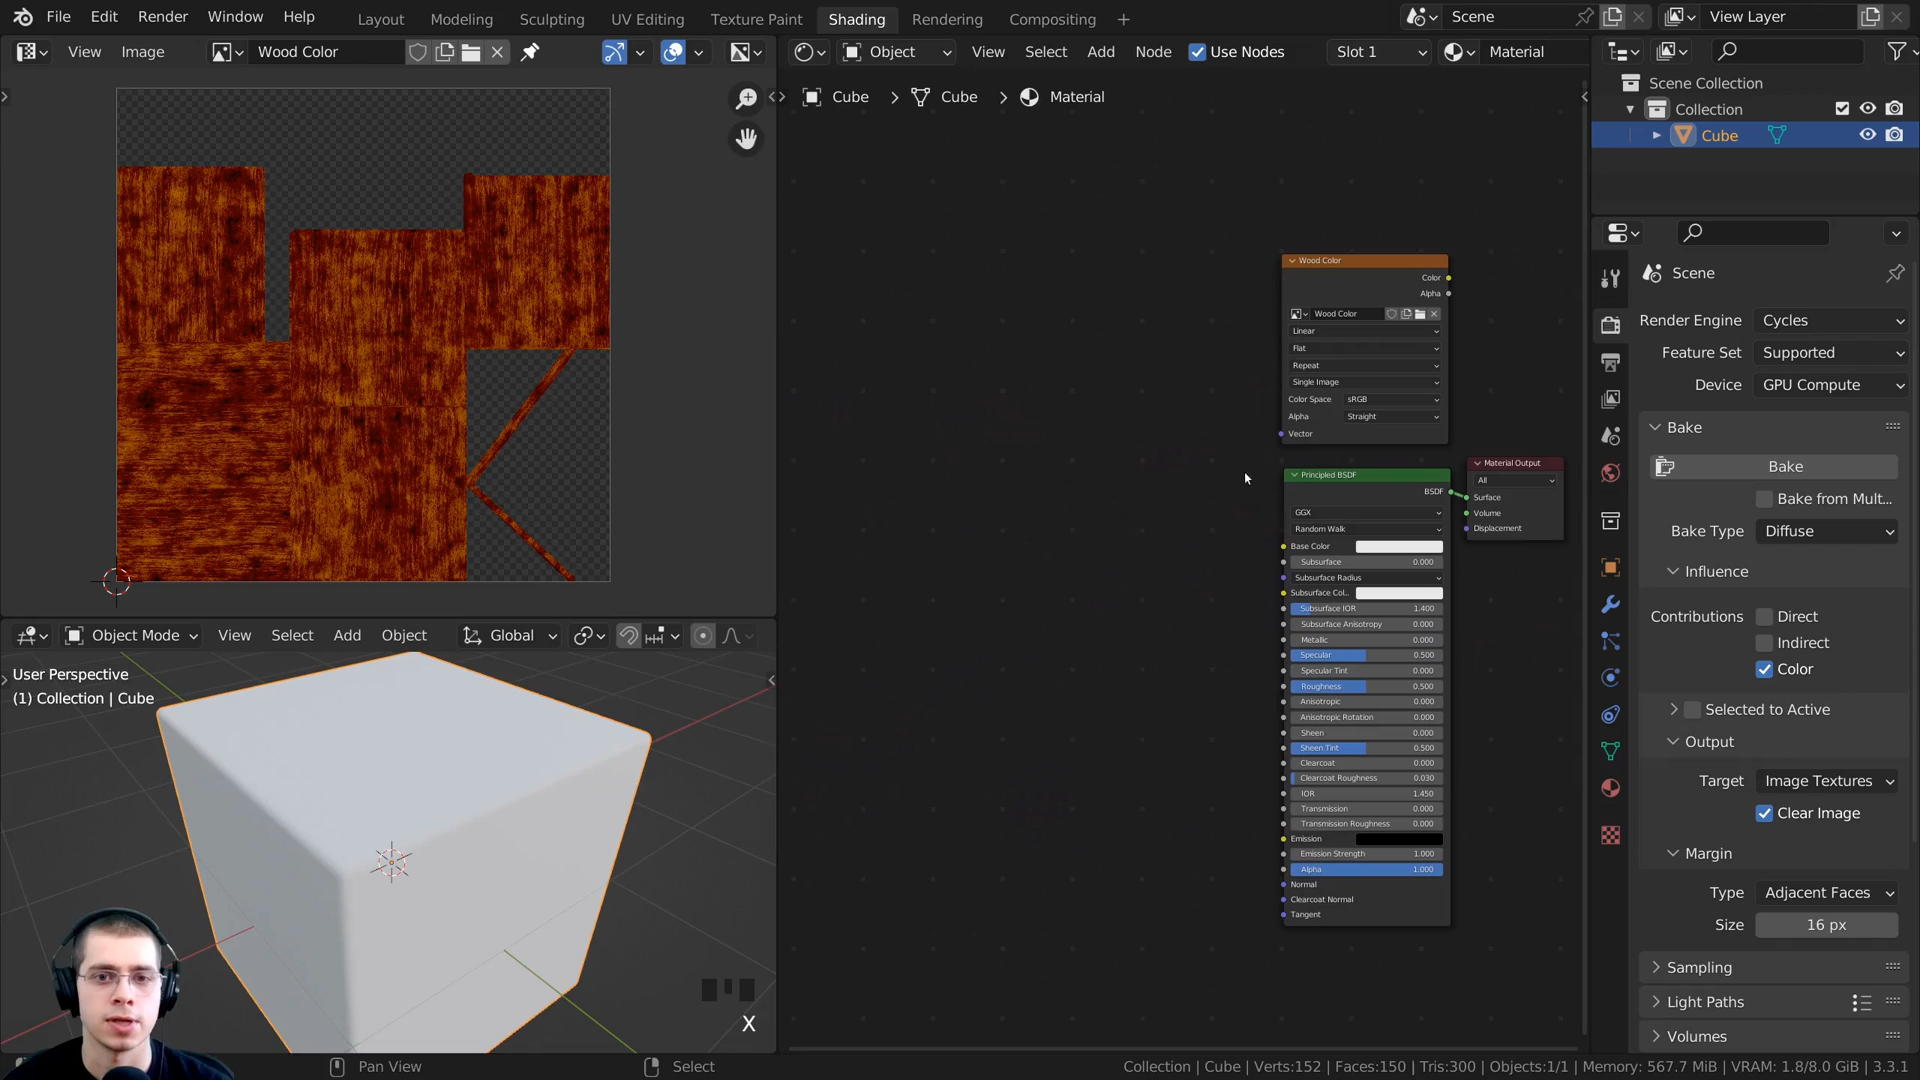 File Edit Render Window Help Layout Modeling Sculpting UV Editing Texture Paint Shading Rendering Compositing + Scene View Layer
View Image Wood Color Object View Select Add Node Use Nodes Slot 1 Material
Cube > Cube > Material
Scene Collection
Collection
Cube
Scene
Render Engine Cycles
Feature Set Supported
Device GPU Compute
Bake
Bake
Bake from Mult...
Bake Type Diffuse
Influence
Contributions Direct
Indirect
Color
Selected to Active
Output
Target Image Textures
Clear Image
Margin
Type Adjacent Faces
Size 16 px
Sampling
Light Paths
Volumes
Wood Color
Color
Alpha
Wood Color
Linear
Flat
Repeat
Single Image
Color Space sRGB
Alpha Straight
Vector
Principled BSDF
BSDF
GGX
Random Walk
Base Color
Subsurface 0.000
Subsurface Radius
Subsurface Col..
Subsurface IOR 1.400
Subsurface Anisotropy 0.000
Metallic 0.000
Specular 0.500
Specular Tint 0.000
Roughness 0.500
Anisotropic 0.000
Anisotropic Rotation 0.000
Sheen 0.000
Sheen Tint 0.500
Clearcoat 0.000
Clearcoat Roughness 0.030
IOR 1.450
Transmission 0.000
Transmission Roughness 0.000
Emission
Emission Strength 1.000
Alpha 1.000
Normal
Clearcoat Normal
Tangent
Material Output
All
Surface
Volume
Displacement
Object Mode View Select Add Object Global
User Perspective
(1) Collection | Cube
X
Pan View Select Collection | Cube | Verts:152 | Faces:150 | Tris:300 | Objects:1/1 | Memory: 567.7 MiB | VRAM: 1.8/8.0 GiB | 3.3.1